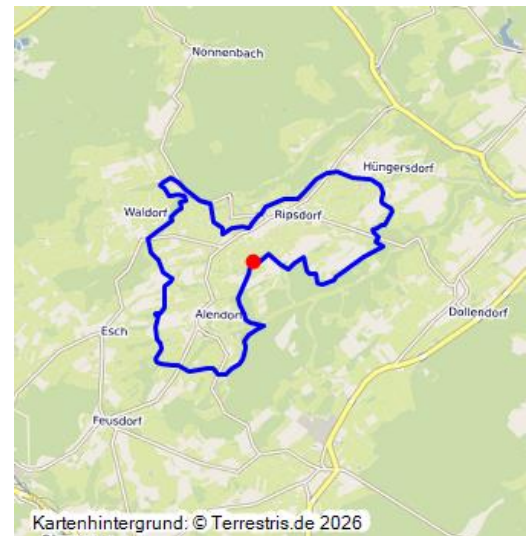 Nonnenbach
Hüngersdorf
Waldorf
Ripsdorf
Alendorf
Dollendorf
Esch
Feusdorf
Kartenhintergrund: © Terrestris.de 2026